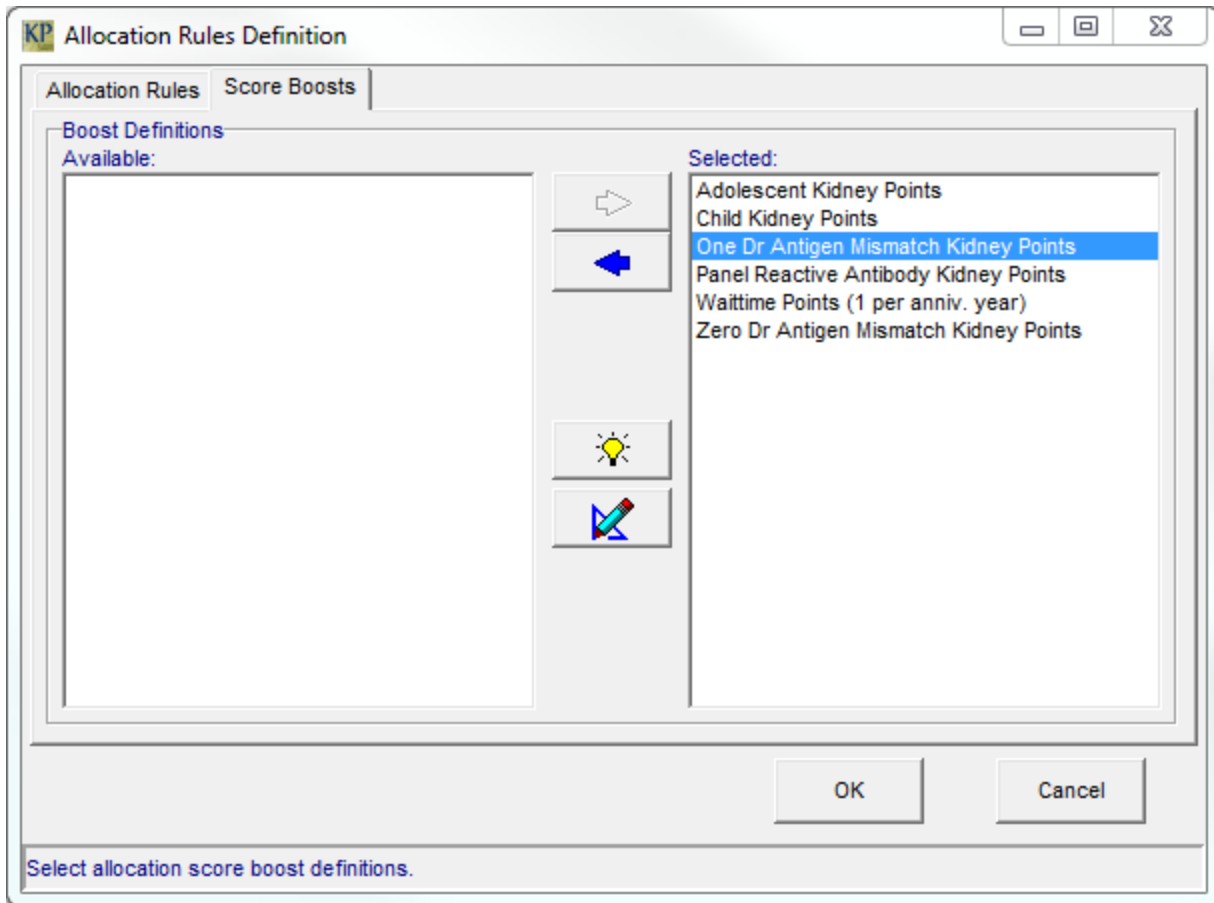 KP Allocation Rules Definition
Allocation Rules Score Boosts
Boost Definitions
Available:
Selected:
Adolescent Kidney Points
Child Kidney Points
One Dr Antigen Mismatch Kidney Points
Panel Reactive Antibody Kidney Points
Waittime Points (1 per anniv. year)
Zero Dr Antigen Mismatch Kidney Points
OK Cancel
Select allocation score boost definitions.